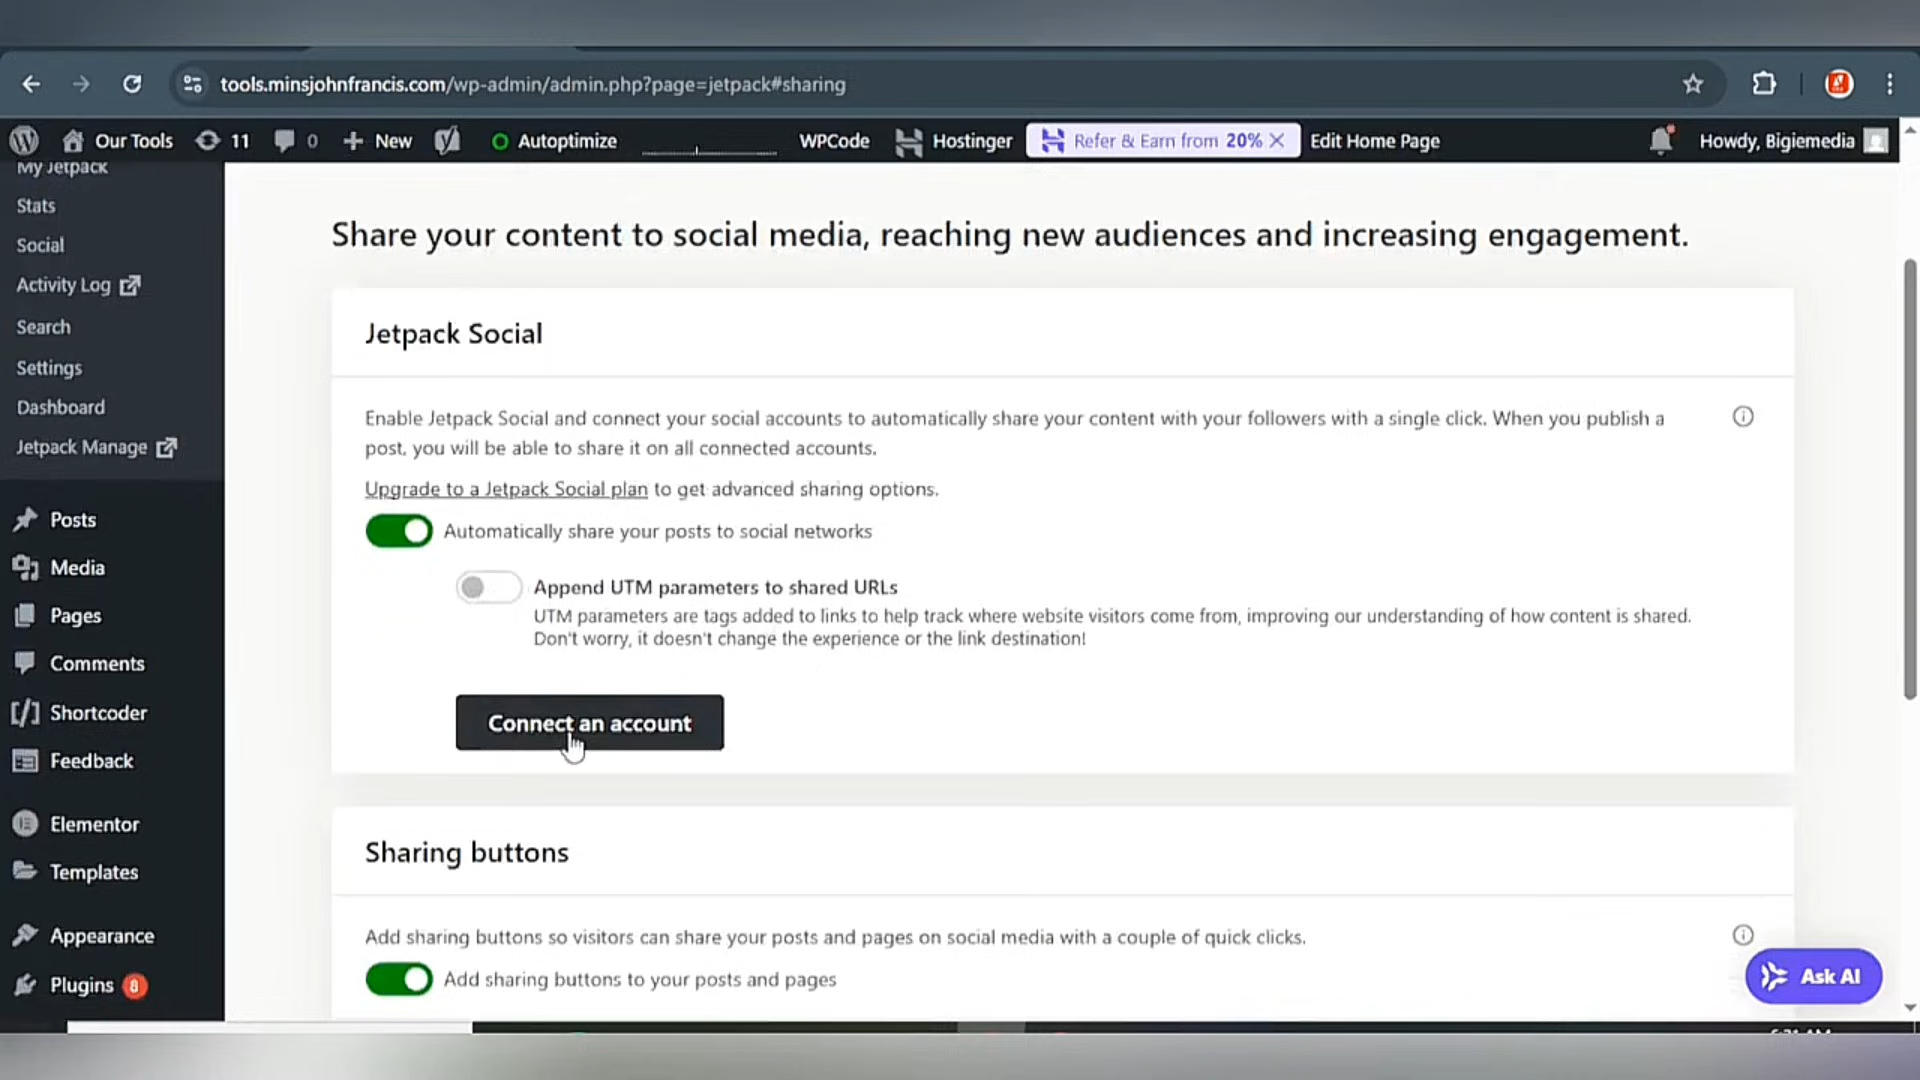 tools.minsjohnfrancis.com/wp-admin/admin.php?page=jetpack#sharing
Our Tools 11 0 New Autoptimize WPCode Hostinger Refer & Earn from 20% Edit Home Page Howdy, Bigiemedia
My Jetpack
Stats
Social
Activity Log
Search
Settings
Dashboard
Jetpack Manage
Posts
Media
Pages
Comments
Shortcoder
Feedback
Elementor
Templates
Appearance
Plugins 8
Share your content to social media, reaching new audiences and increasing engagement.
Jetpack Social
Enable Jetpack Social and connect your social accounts to automatically share your content with your followers with a single click. When you publish a
post, you will be able to share it on all connected accounts.
Upgrade to a Jetpack Social plan to get advanced sharing options.
Automatically share your posts to social networks
Append UTM parameters to shared URLs
UTM parameters are tags added to links to help track where website visitors come from, improving our understanding of how content is shared.
Don't worry, it doesn't change the experience or the link destination!
Connect an account
Sharing buttons
Add sharing buttons so visitors can share your posts and pages on social media with a couple of quick clicks.
Add sharing buttons to your posts and pages
Ask AI